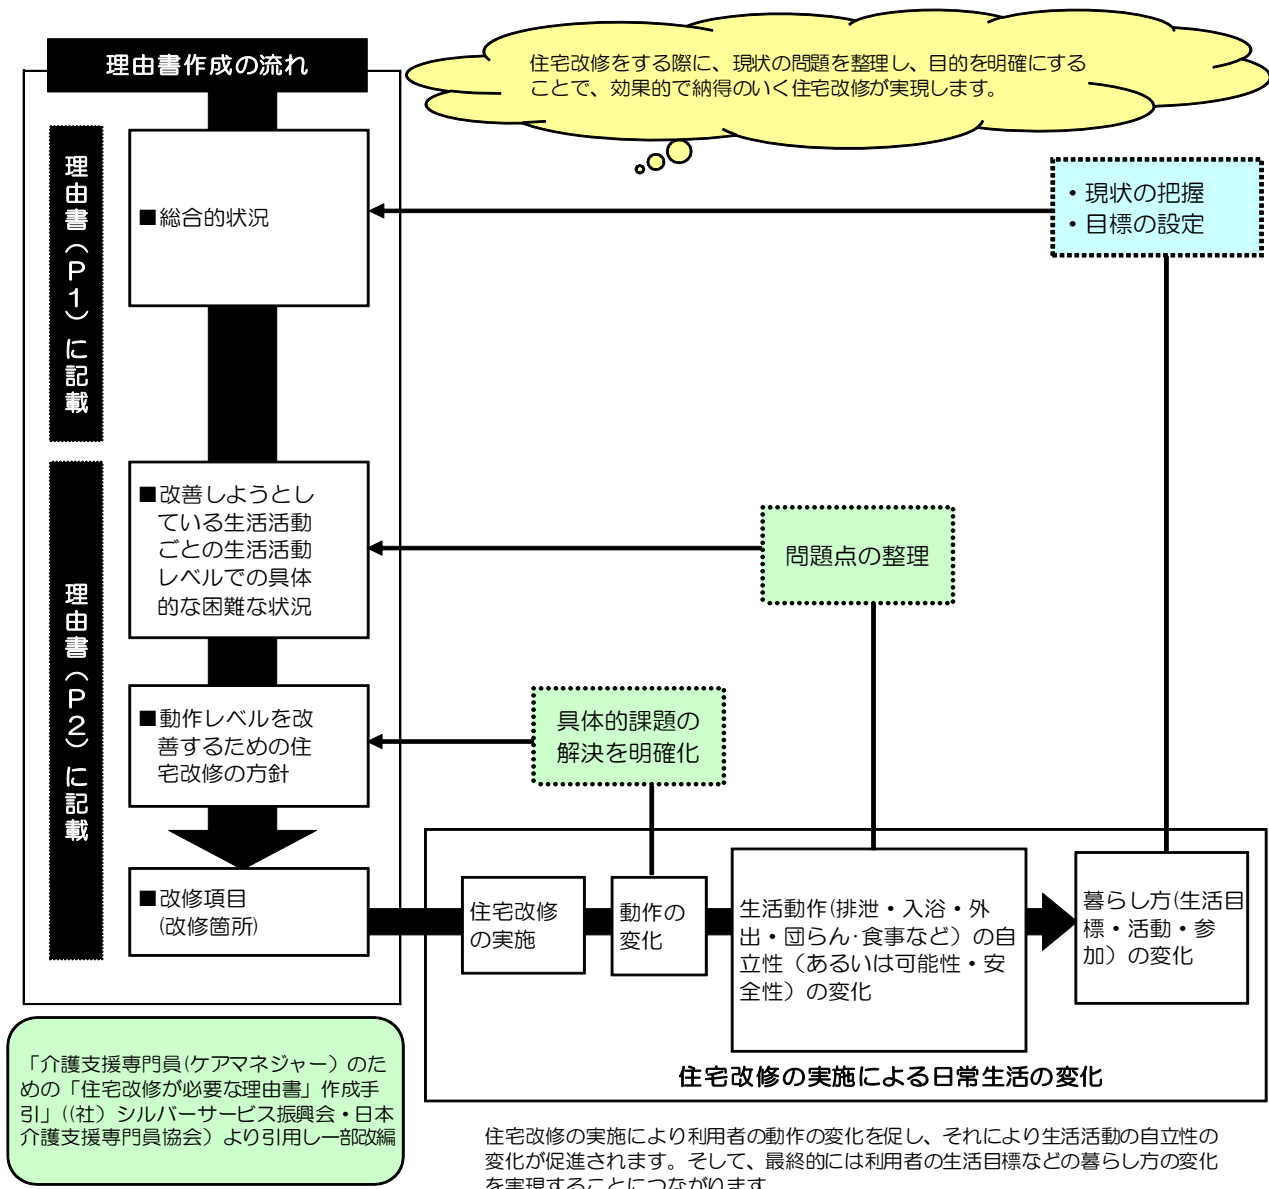 理由書作成の流れ
住宅改修をする際に、現状の問題を整理し、目的を明確にする
ことで、効果的で納得のいく住宅改修が実現します。
理由書（Ｐ１）に記載
■総合的状況
・現状の把握
・目標の設定
理由書（Ｐ２）に記載
■改善しようとし
ている生活活動
ごとの生活活動
レベルでの具体
的な困難な状況
問題点の整理
■動作レベルを改
善するための住
宅改修の方針
具体的課題の
解決を明確化
■改修項目
(改修箇所)
住宅改修
の実施
動作の
変化
生活動作(排泄・入浴・外
出・団らん･食事など）の自
立性（あるいは可能性・安
全性）の変化
暮らし方(生活目
標・活動・参
加）の変化
住宅改修の実施による日常生活の変化
「介護支援専門員(ケアマネジャー）のた
めの「住宅改修が必要な理由書」作成手
引」((社）シルバーサービス振興会・日本
介護支援専門員協会）より引用し一部改編
住宅改修の実施により利用者の動作の変化を促し、それにより生活活動の自立性の
変化が促進されます。そして、最終的には利用者の生活目標などの暮らし方の変化
を実現することにつながります。